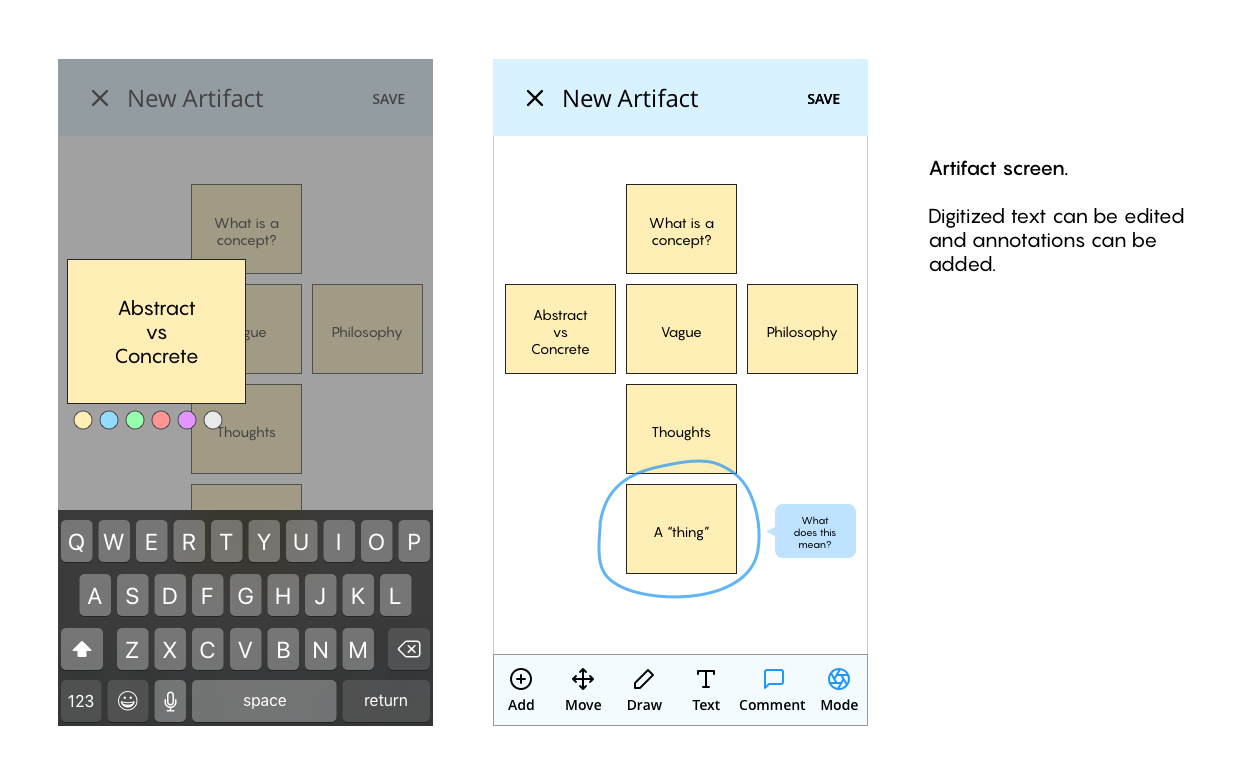 New Artifact
SAVE
What is a
concept?
Abstract
vs
Concrete
gue
Philosophy
Thoughts
Q W E R T Y U I O P
A S D F G H J K L
Z X C V B N M
123
space
return
New Artifact
SAVE
What is a
concept?
Abstract
vs
Concrete
Vague
Philosophy
Thoughts
A “thing”
What
does this
mean?
Add
Move
Draw
Text
Comment
Mode
Artifact screen.
Digitized text can be edited
and annotations can be
added.